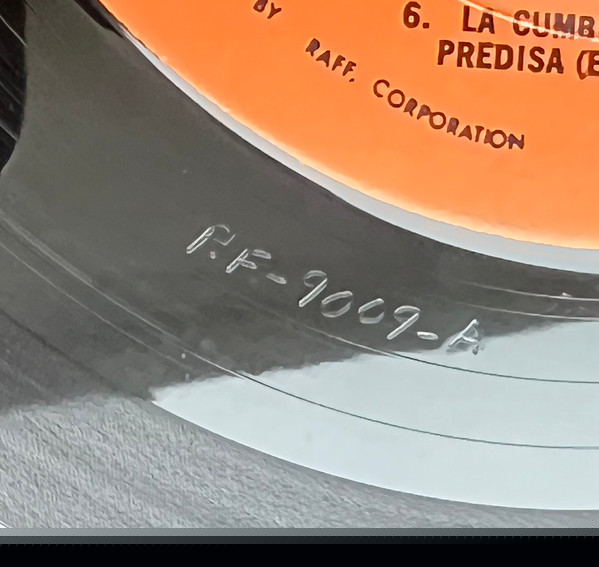 6. LA CUMB
PREDISA (E
BY RAFF. CORPORATION
R.F-9009-A